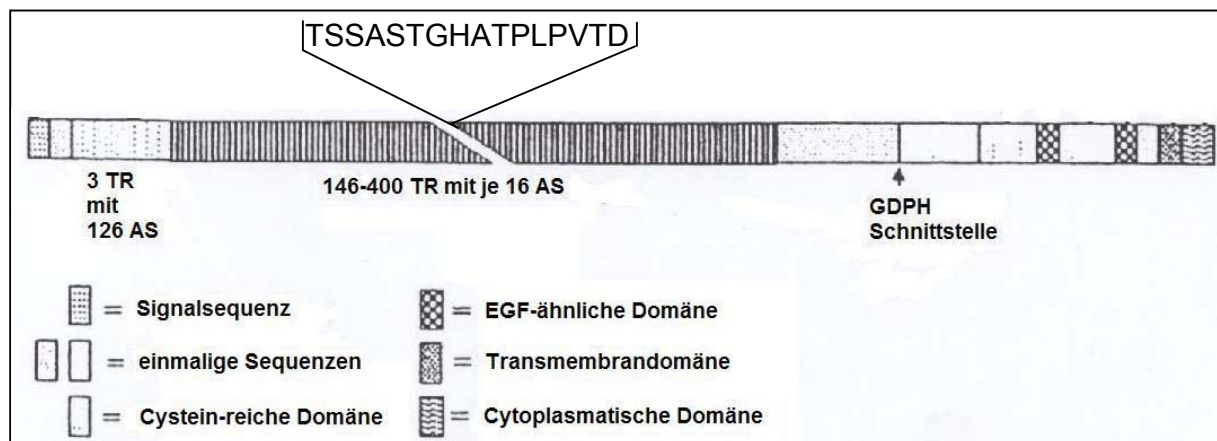 TSSASTGHATPLPVTD
3 TR
mit
126 AS
146-400 TR mit je 16 AS
GDPH
Schnittstelle
= Signalsequenz
= einmalige Sequenzen
= Cystein-reiche Domäne
= EGF-ähnliche Domäne
= Transmembrandomäne
= Cytoplasmatische Domäne